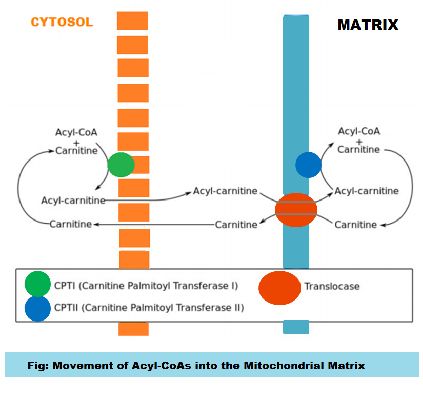 CYTOSOL
MATRIX
Acyl-CoA
+
Carnitine
Acyl-CoA
+
Carnitine
Acyl-carnitine
Acyl-carnitine
Acyl-carnitine
Carnitine
Carnitine
Carnitine
CPTI (Carnitine Palmitoyl Transferase I)
Translocase
CPTII (Carnitine Palmitoyl Transferase II)
Fig: Movement of Acyl-CoAs into the Mitochondrial Matrix